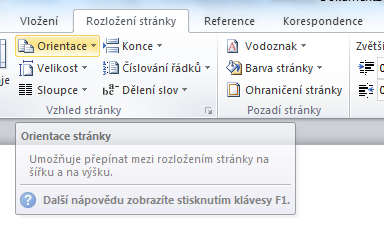 Vložení Rozložení stránky Reference Korespondence
Orientace Konce Vodoznak Zvětši
Velikost Číslování řádků Barva stránky
Sloupce Dělení slov Ohraničení stránky
Vzhled stránky Pozadí stránky
Orientace stránky
Umožňuje přepínat mezi rozložením stránky na
šířku a na výšku.
Další nápovědu zobrazíte stisknutím klávesy F1.